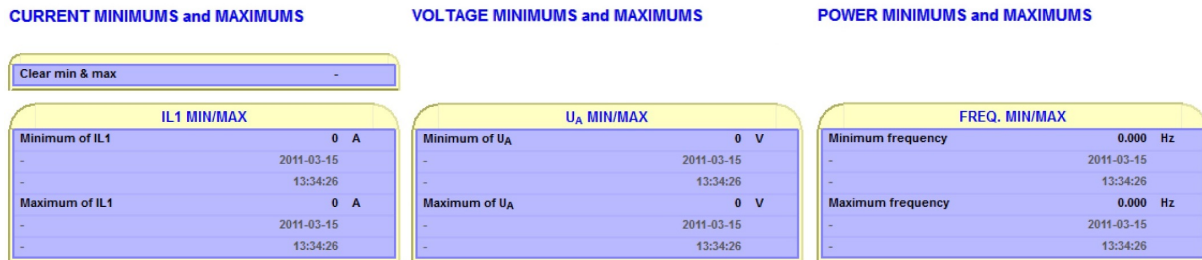 CURRENT MINIMUMS and MAXIMUMS
Clear min & max -
IL1 MIN/MAX
Minimum of IL1 0 A
- 2011-03-15
- 13:34:26
Maximum of IL1 0 A
- 2011-03-15
- 13:34:26
VOLTAGE MINIMUMS and MAXIMUMS
UA MIN/MAX
Minimum of UA 0 V
- 2011-03-15
- 13:34:26
Maximum of UA 0 V
- 2011-03-15
- 13:34:26
POWER MINIMUMS and MAXIMUMS
FREQ. MIN/MAX
Minimum frequency 0.000 Hz
- 2011-03-15
- 13:34:26
Maximum frequency 0.000 Hz
- 2011-03-15
- 13:34:26